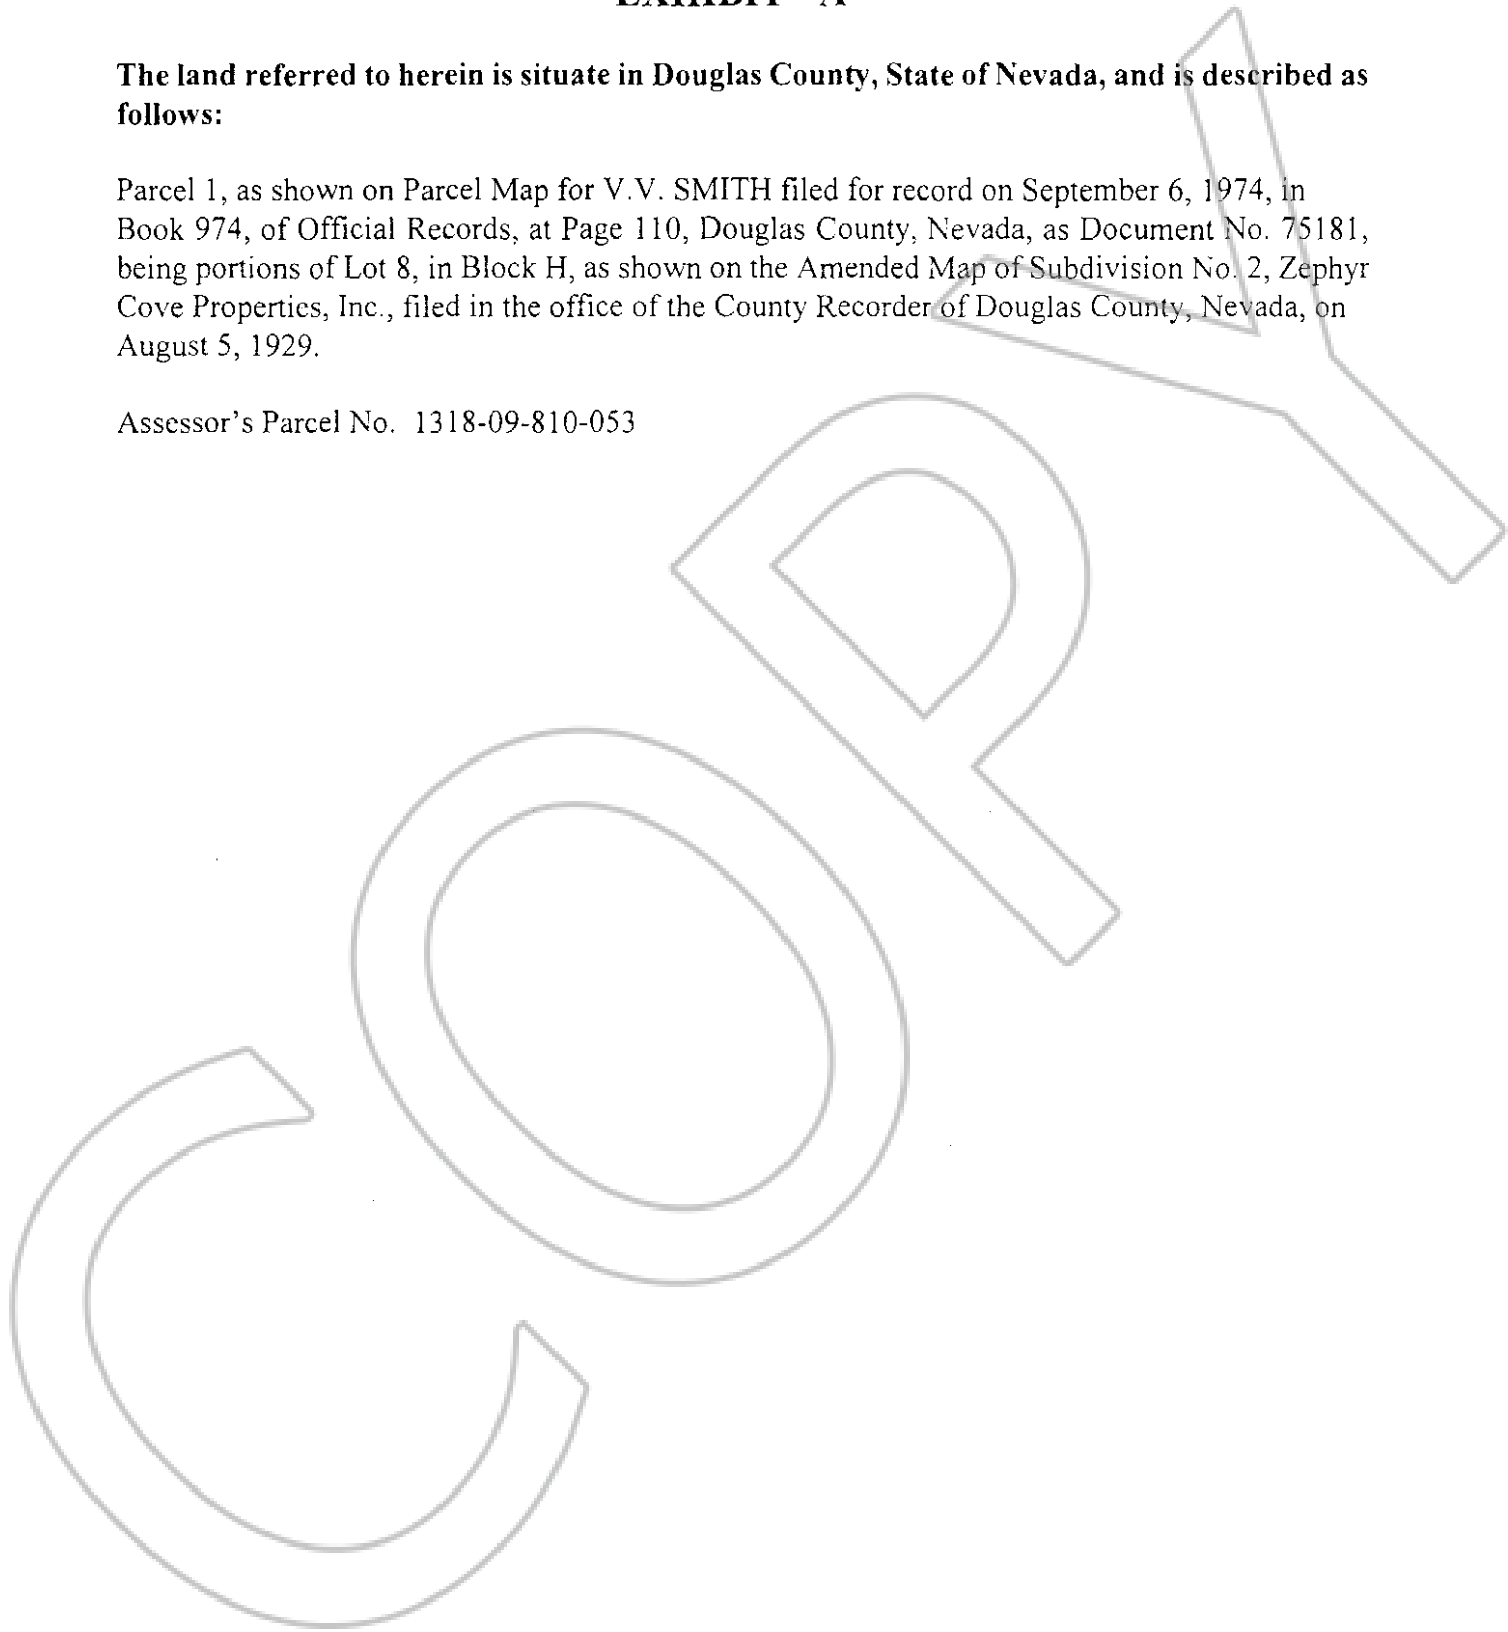 EXHIBIT "A"
The land referred to herein is situate in Douglas County, State of Nevada, and is described as
follows:
Parcel 1, as shown on Parcel Map for V.V. SMITH filed for record on September 6, 1974, in
Book 974, of Official Records, at Page 110, Douglas County, Nevada, as Document No. 75181,
being portions of Lot 8, in Block H, as shown on the Amended Map of Subdivision No. 2, Zephyr
Cove Properties, Inc., filed in the office of the County Recorder of Douglas County, Nevada, on
August 5, 1929.
Assessor's Parcel No. 1318-09-810-053
COPY